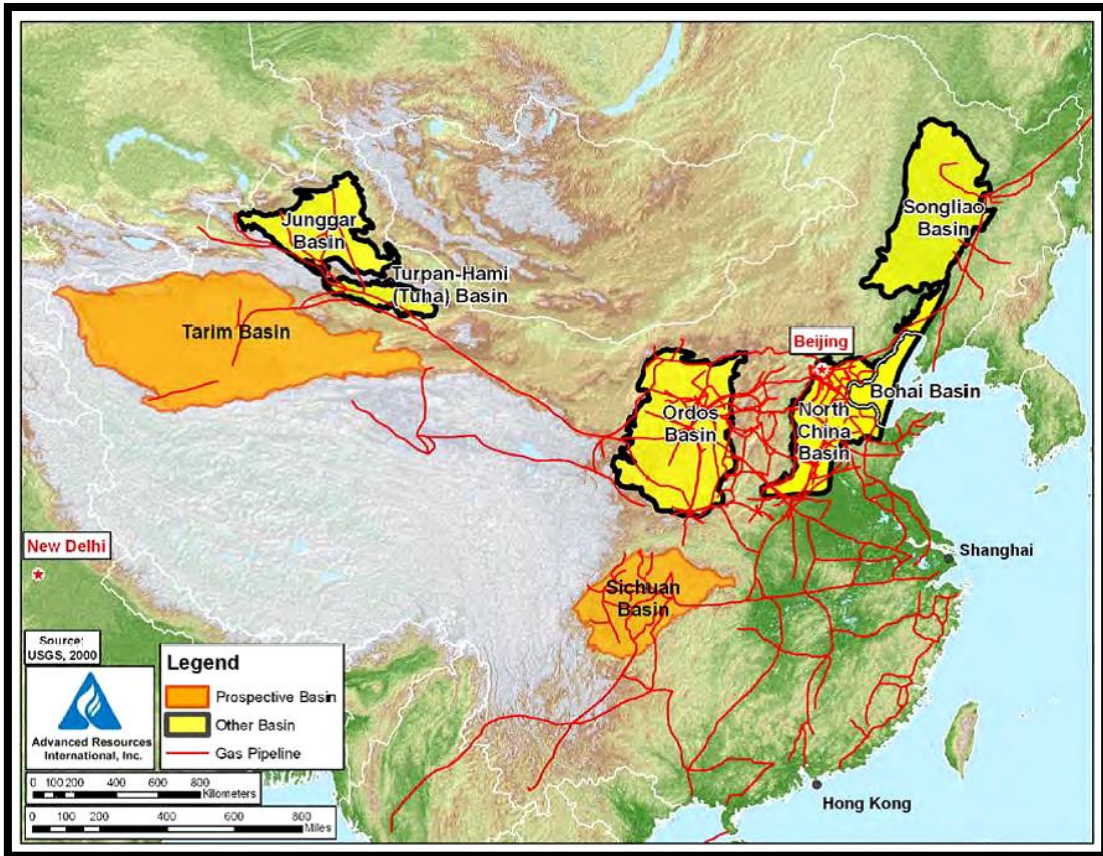 Junggar
Basin
Turpan-Hami
(Tuha) Basin
Songliao
Basin
Tarim Basin
Beijing
Bohai Basin
Ordos
Basin
North
China
Basin
New Delhi
Shanghai
Sichuan
Basin
Source:
USGS, 2000
Legend
Prospective Basin
Other Basin
Gas Pipeline
Advanced Resources
International, Inc.
0 100 200 400 600 800
Kilometers
0 100 200 400 600 800
Miles
Hong Kong